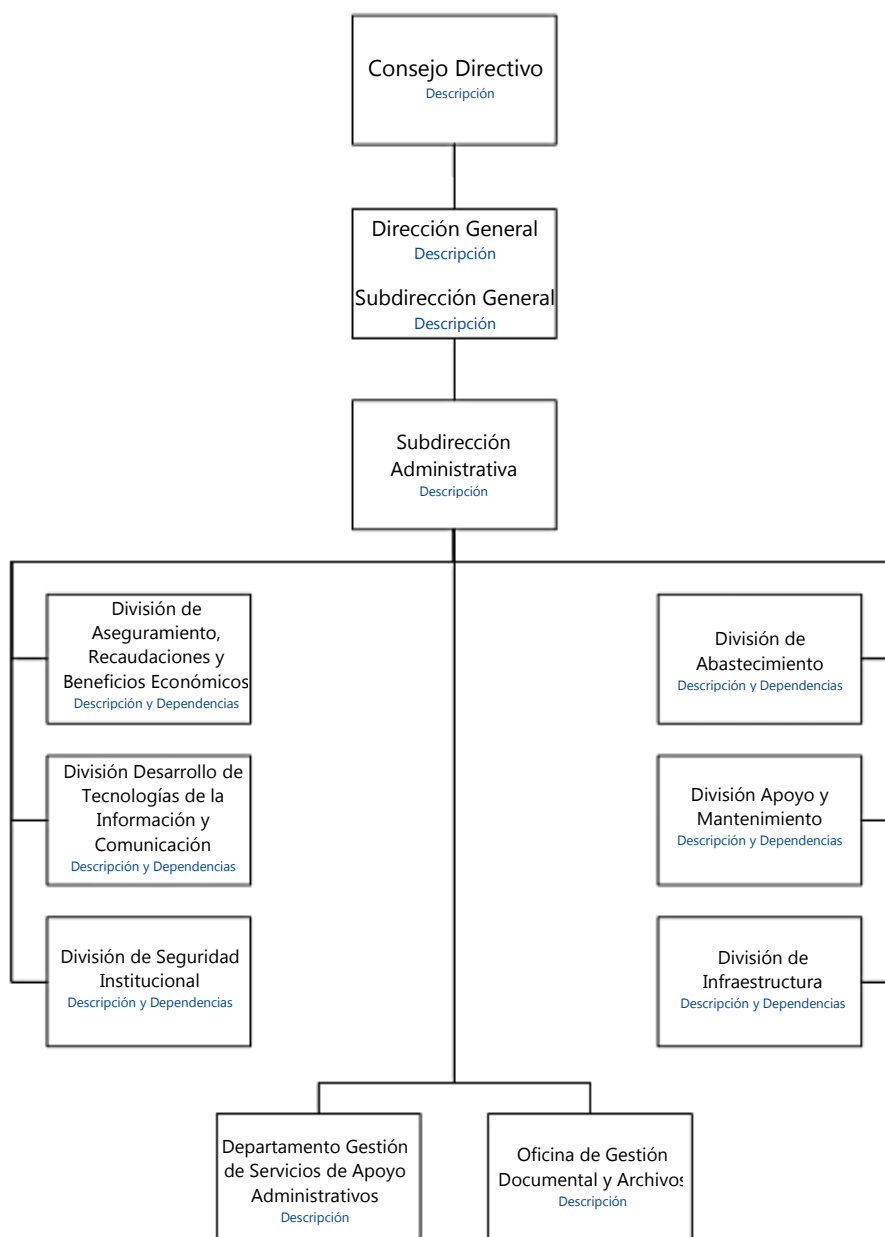 Consejo Directivo
Descripción
Dirección General
Descripción
Subdirección General
Descripción
Subdirección
Administrativa
Descripción
División de
Aseguramiento,
Recaudaciones y
Beneficios Económicos
Descripción y Dependencias
División de
Abastecimiento
Descripción y Dependencias
División Desarrollo de
Tecnologías de la
Información y
Comunicación
Descripción y Dependencias
División Apoyo y
Mantenimiento
Descripción y Dependencias
División de Seguridad
Institucional
Descripción y Dependencias
División de
Infraestructura
Descripción y Dependencias
Departamento Gestión
de Servicios de Apoyo
Administrativos
Descripción
Oficina de Gestión
Documental y Archivos
Descripción